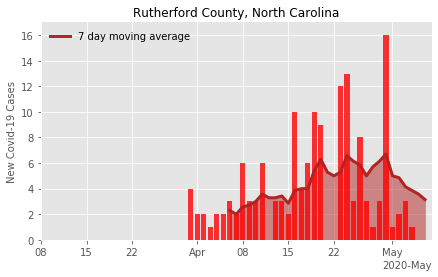 Rutherford County, North Carolina
7 day moving average
New Covid-19 Cases
16
14
12
10
8
6
4
2
0
08 15 22 Apr 08 15 22 May
2020-May